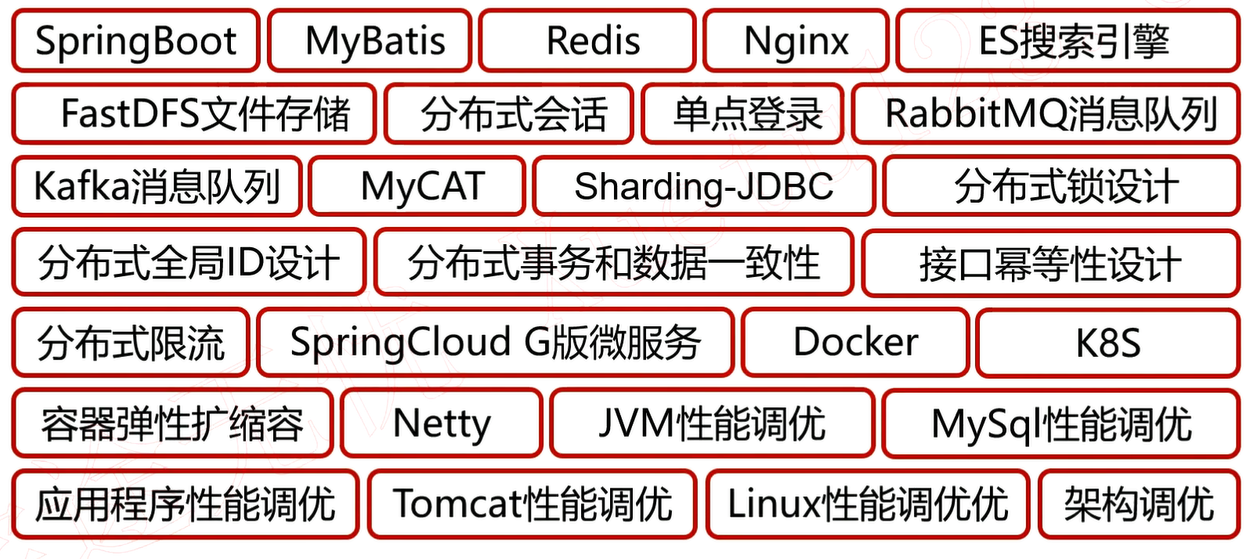 SpringBoot MyBatis Redis Nginx ES搜索引擎
FastDFS文件存储 分布式会话 单点登录 RabbitMQ消息队列
Kafka消息队列 MyCAT Sharding-JDBC 分布式锁设计
分布式全局ID设计 分布式事务和数据一致性 接口幂等性设计
分布式限流 SpringCloud G版微服务 Docker K8S
容器弹性扩缩容 Netty JVM性能调优 MySql性能调优
应用程序性能调优 Tomcat性能调优 Linux性能调优优 架构调优